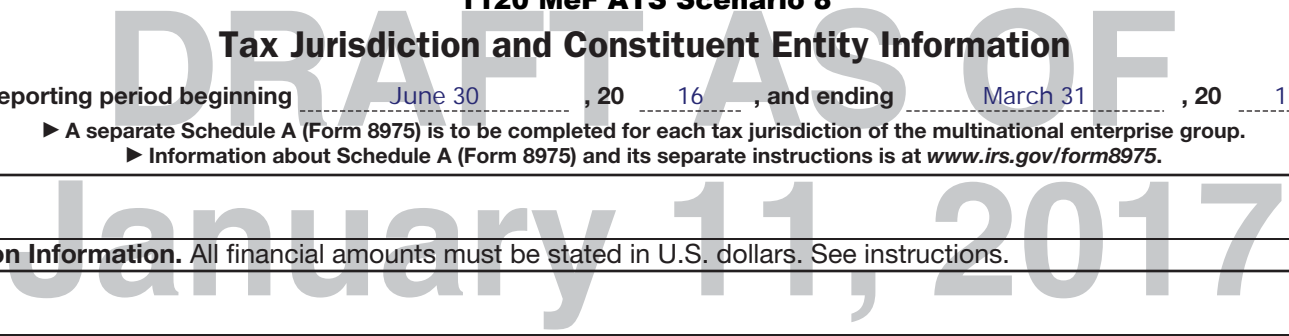 1120 MeF ATS Scenario 8
DRAFT AS OF
Tax Jurisdiction and Constituent Entity Information
eporting period beginning June 30 , 20 16 , and ending March 31 , 20 1
▶ A separate Schedule A (Form 8975) is to be completed for each tax jurisdiction of the multinational enterprise group.
▶ Information about Schedule A (Form 8975) and its separate instructions is at www.irs.gov/form8975.
January 11, 2017
on Information. All financial amounts must be stated in U.S. dollars. See instructions.